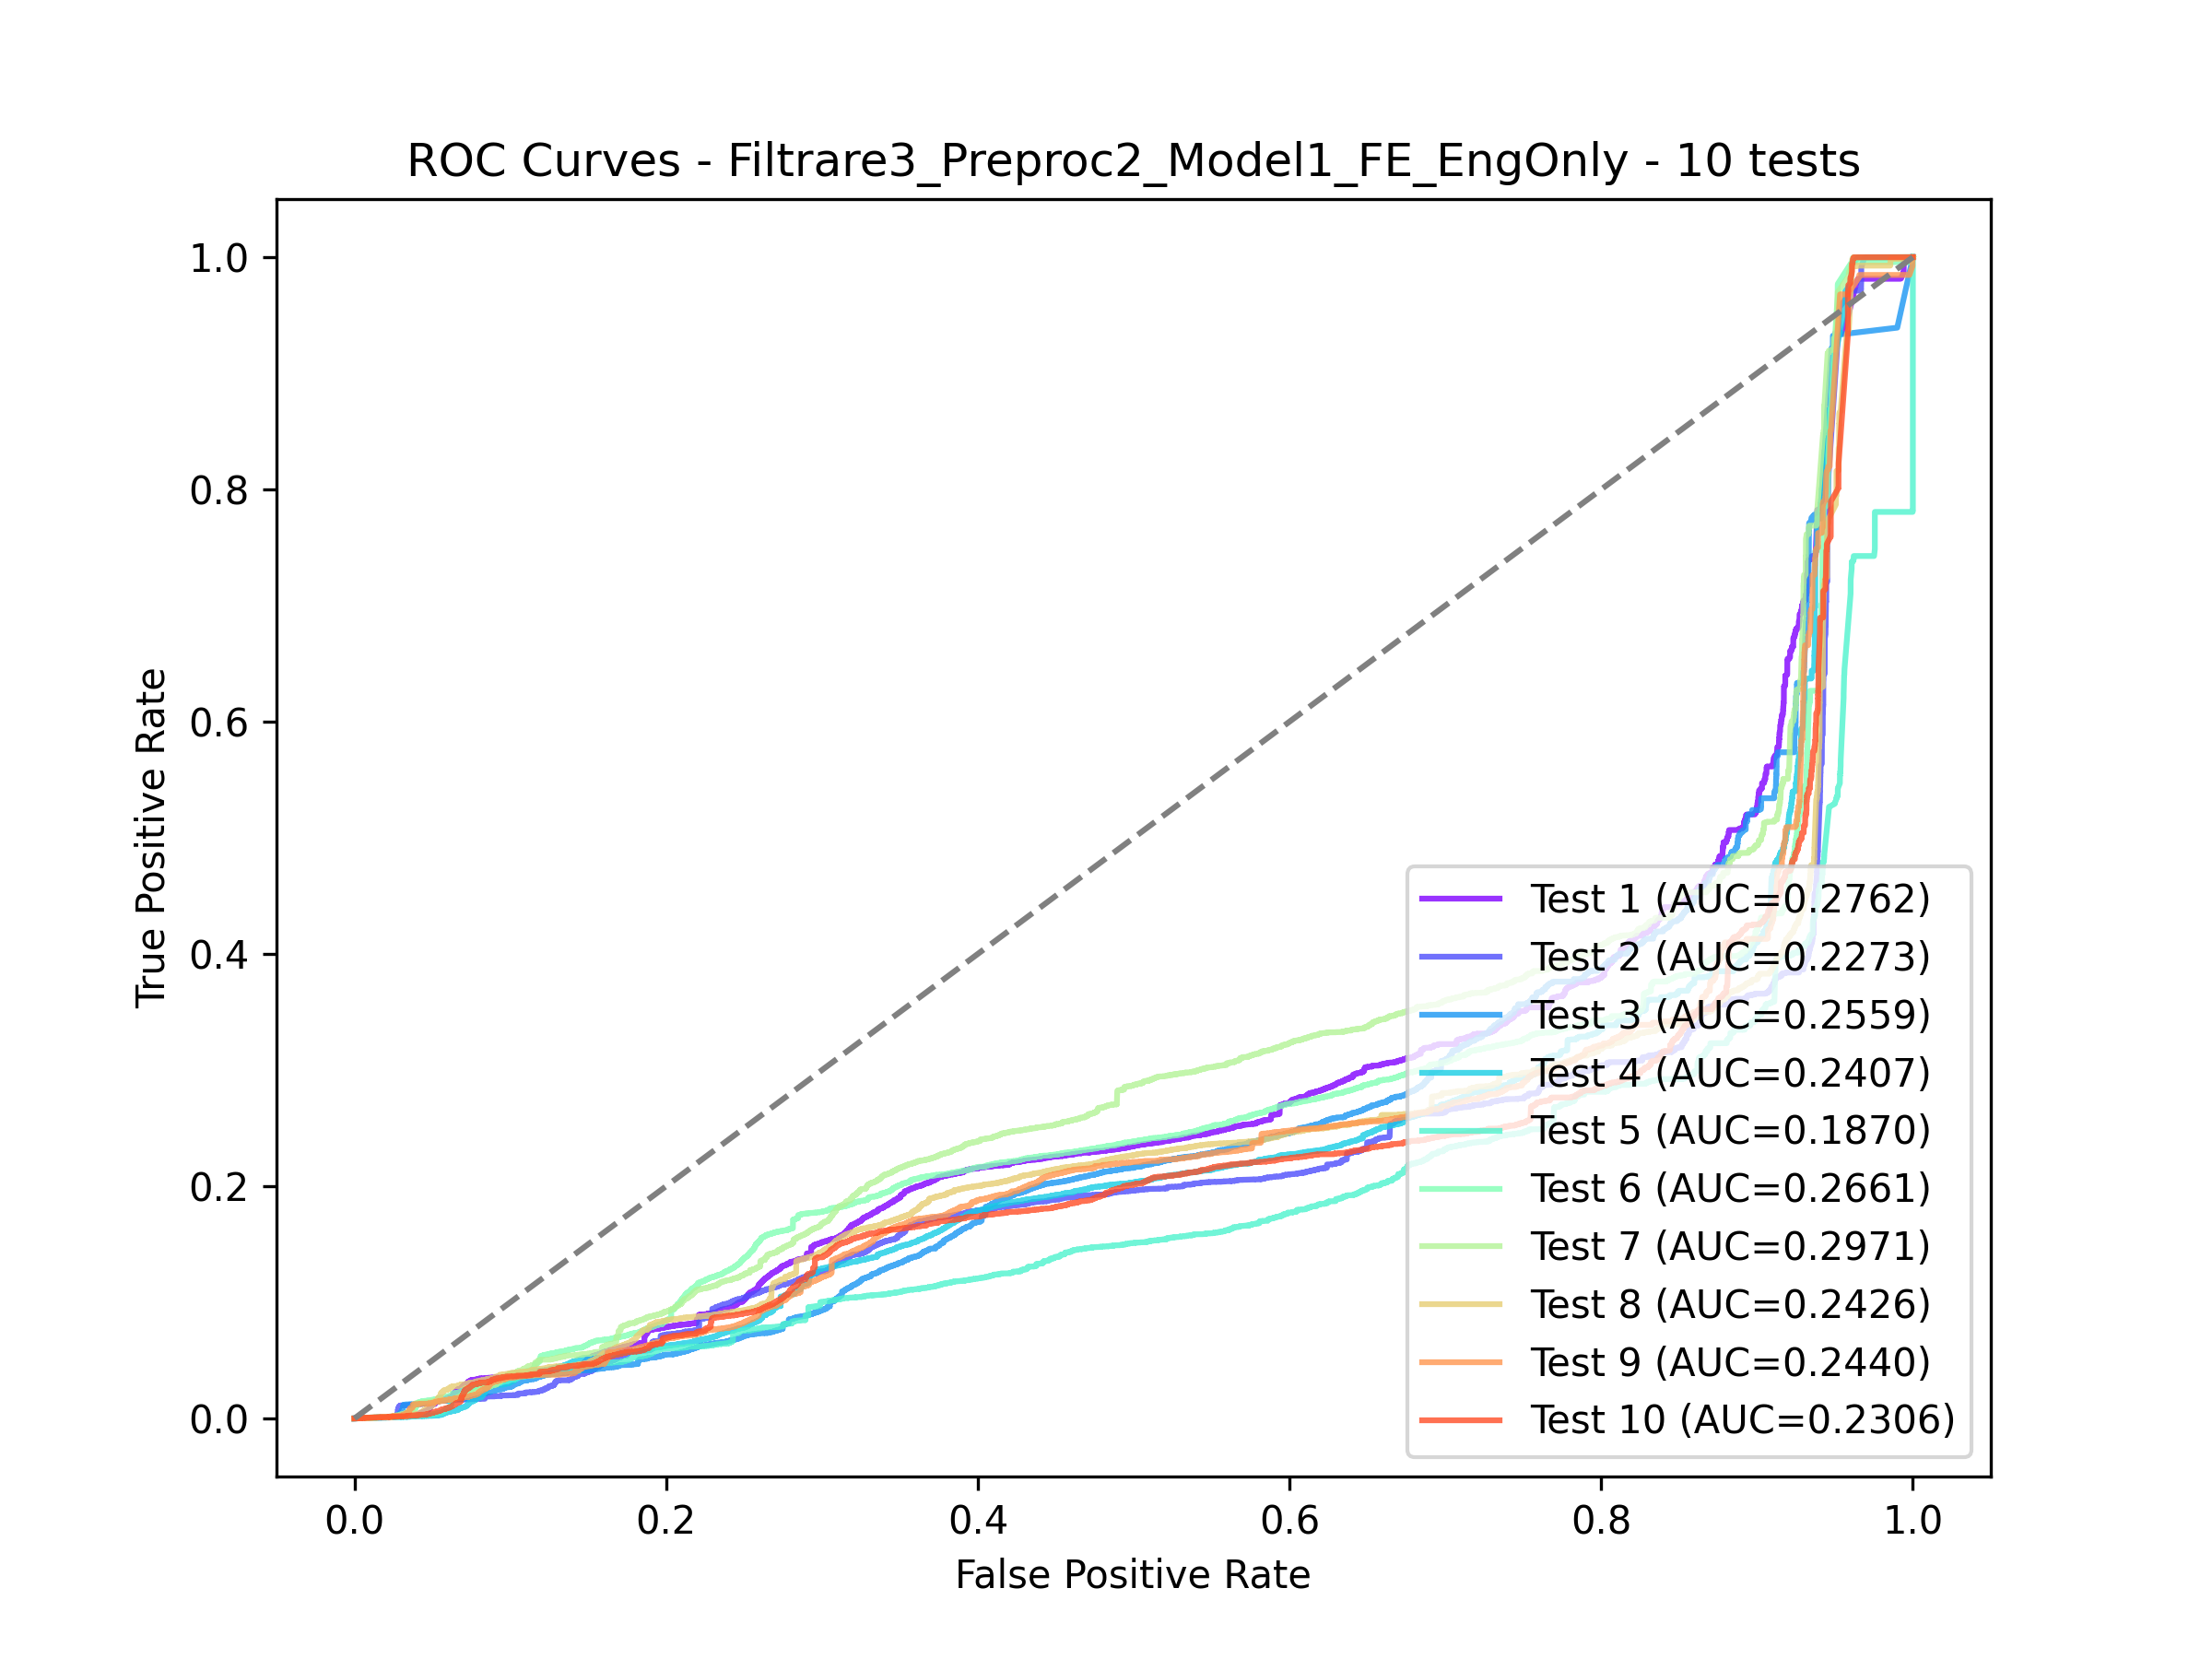 ROC Curves - Filtrare3_Preproc2_Model1_FE_EngOnly - 10 tests
True Positive Rate
1.0
0.8
0.6
0.4
0.2
0.0
Test 1 (AUC=0.2762)
Test 2 (AUC=0.2273)
Test 3 (AUC=0.2559)
Test 4 (AUC=0.2407)
Test 5 (AUC=0.1870)
Test 6 (AUC=0.2661)
Test 7 (AUC=0.2971)
Test 8 (AUC=0.2426)
Test 9 (AUC=0.2440)
Test 10 (AUC=0.2306)
0.0 0.2 0.4 0.6 0.8 1.0
False Positive Rate